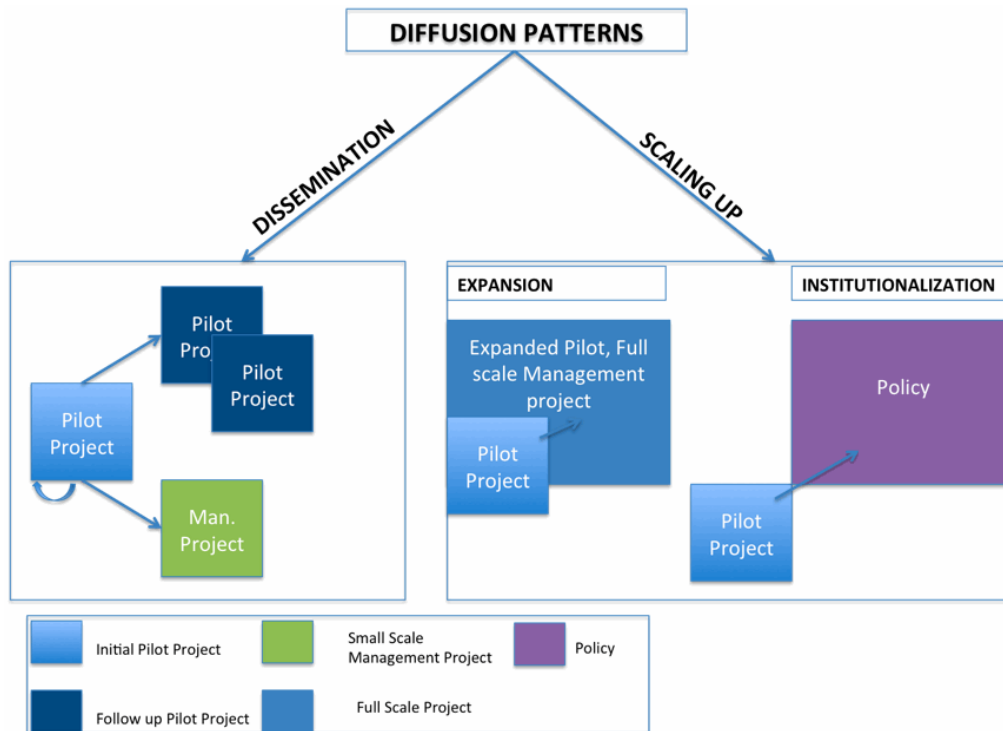 DIFFUSION PATTERNS
DISSEMINATION
SCALING UP
Pilot
Project
Pilot
Project
Pilot
Project
Man.
Project
EXPANSION
Expanded Pilot, Full
scale Management
project
Pilot
Project
INSTITUTIONALIZATION
Policy
Pilot
Project
Initial Pilot Project
Small Scale
Management Project
Policy
Follow up Pilot Project
Full Scale Project